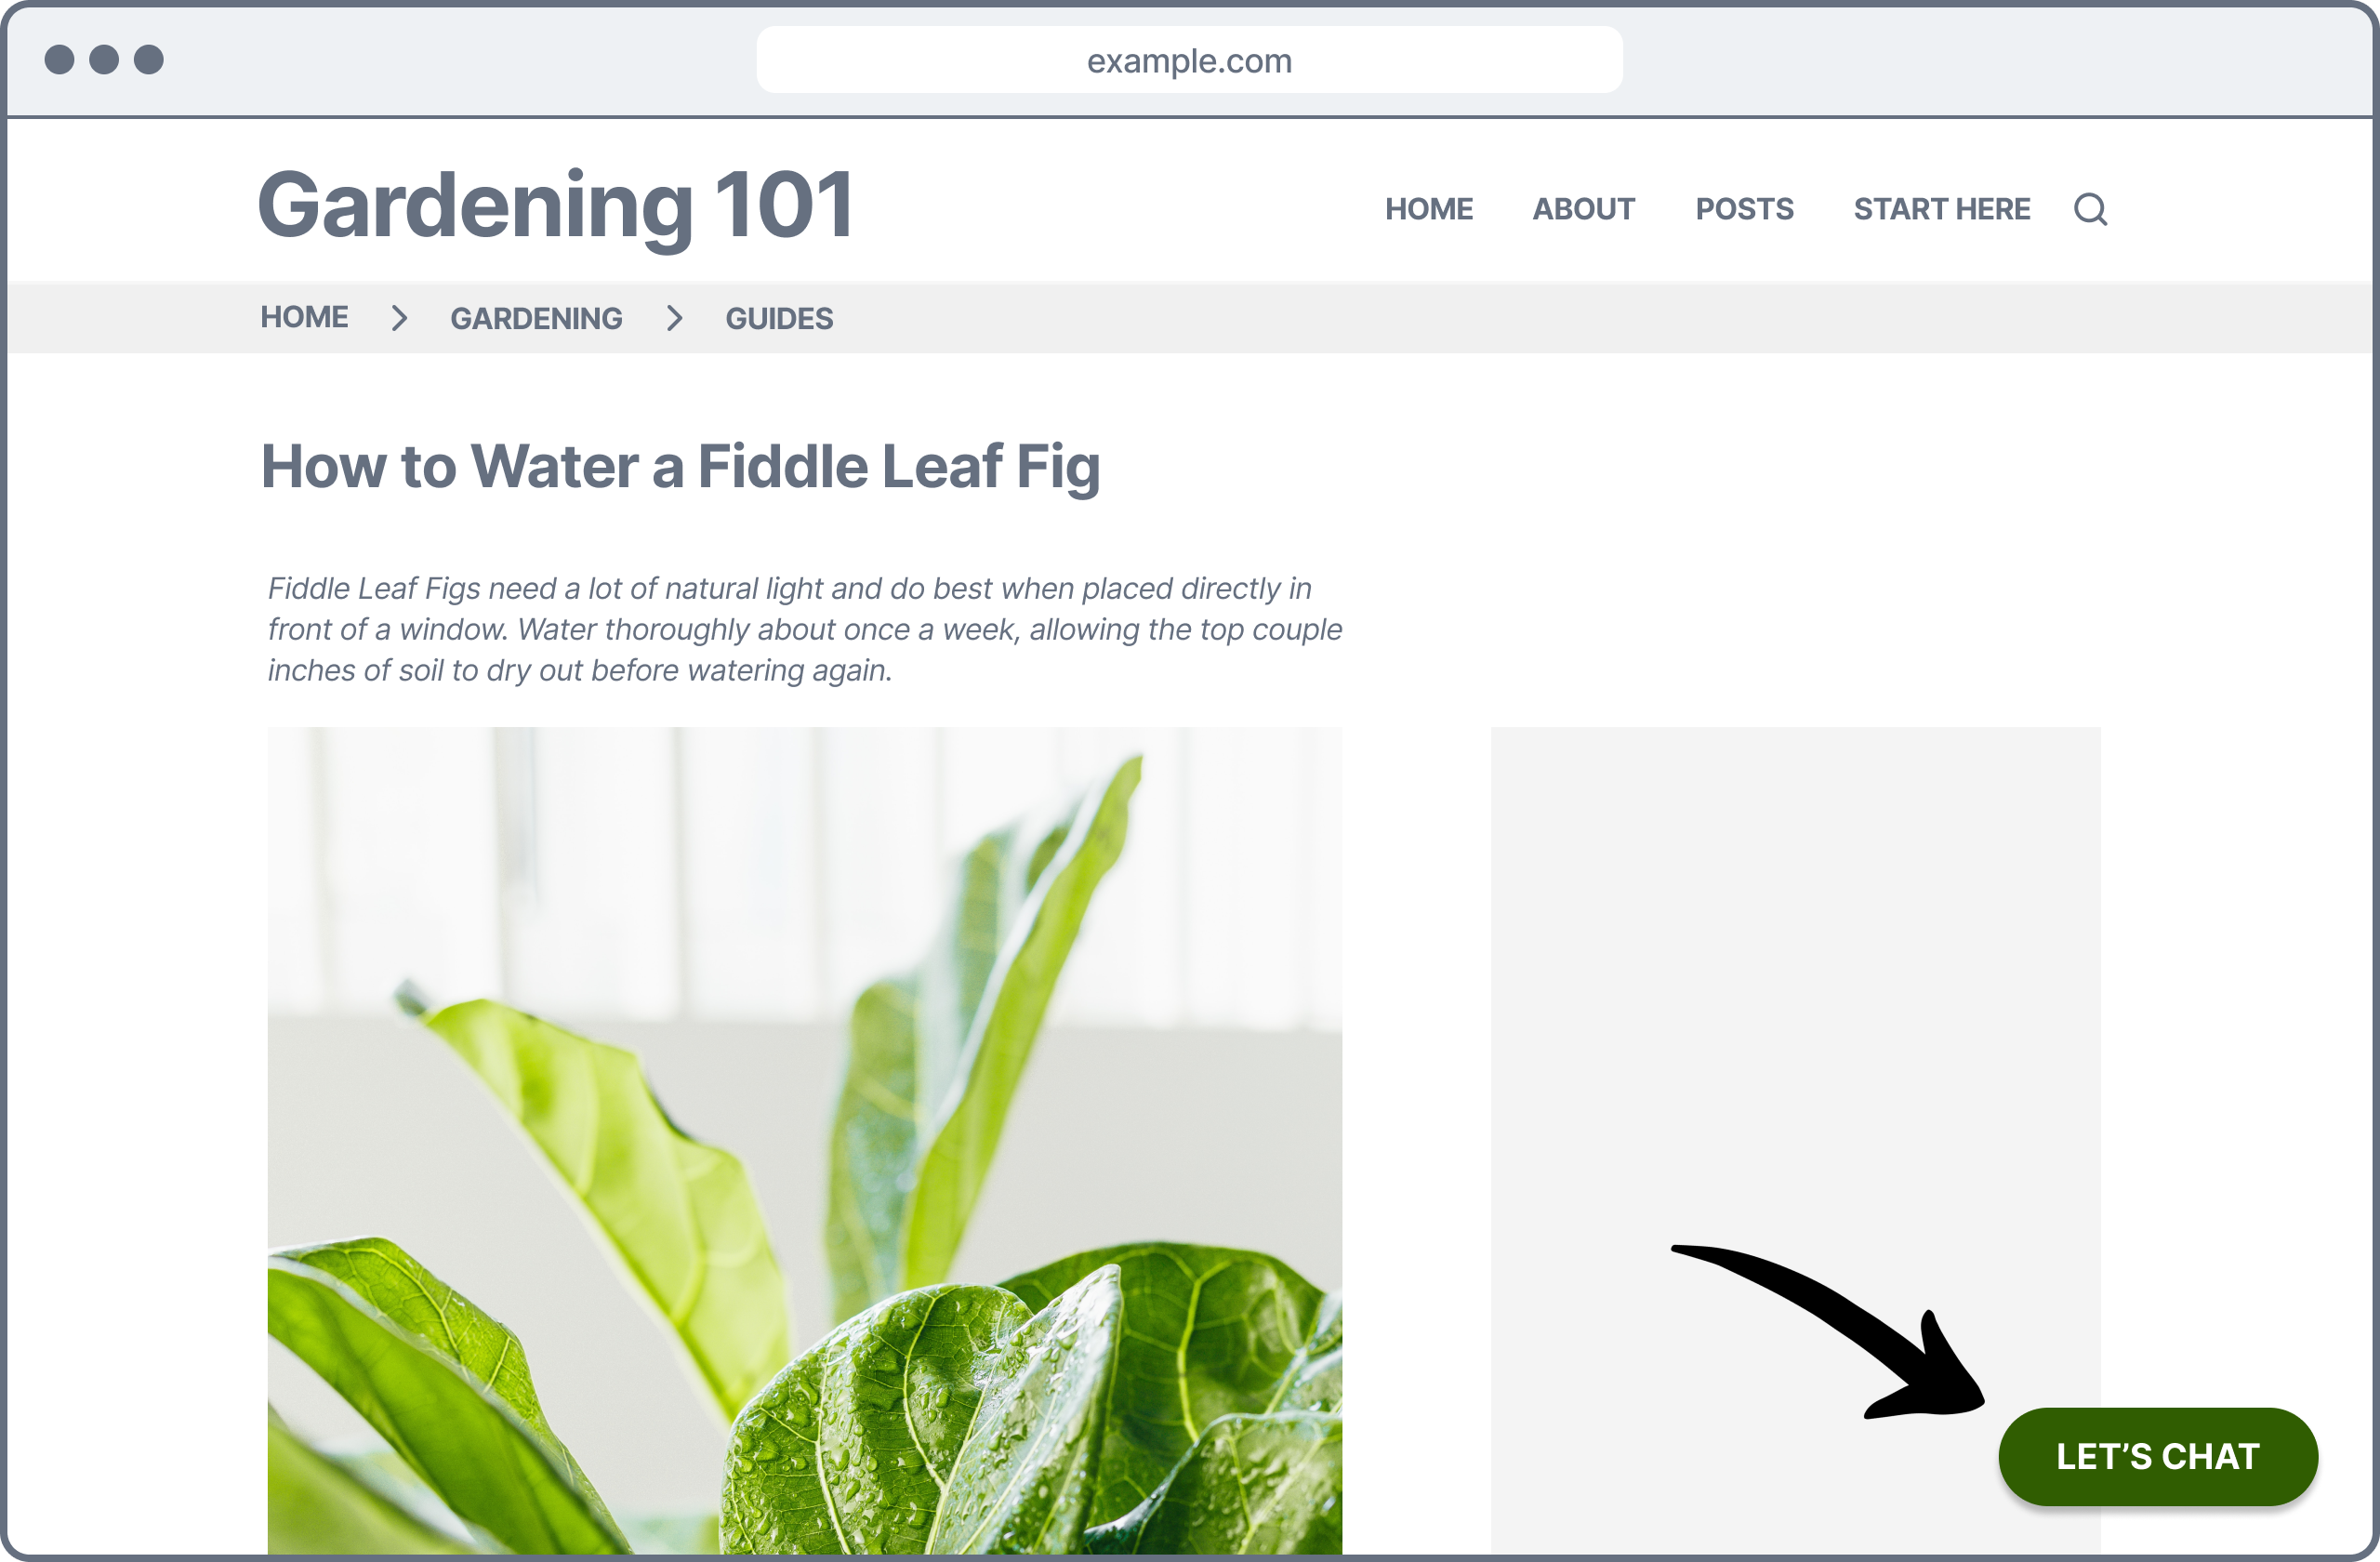 example.com
Gardening 101
HOME ABOUT POSTS START HERE
HOME > GARDENING > GUIDES
How to Water a Fiddle Leaf Fig
Fiddle Leaf Figs need a lot of natural light and do best when placed directly in
front of a window. Water thoroughly about once a week, allowing the top couple
inches of soil to dry out before watering again.
LET’S CHAT